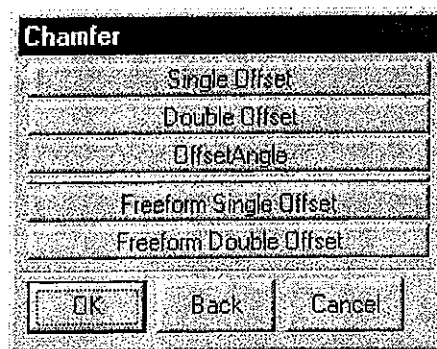 Chamfer
Single Offset
Double Offset
OffsetAngle
Freeform Single Offset
Freeform Double Offset
OK Back Cancel